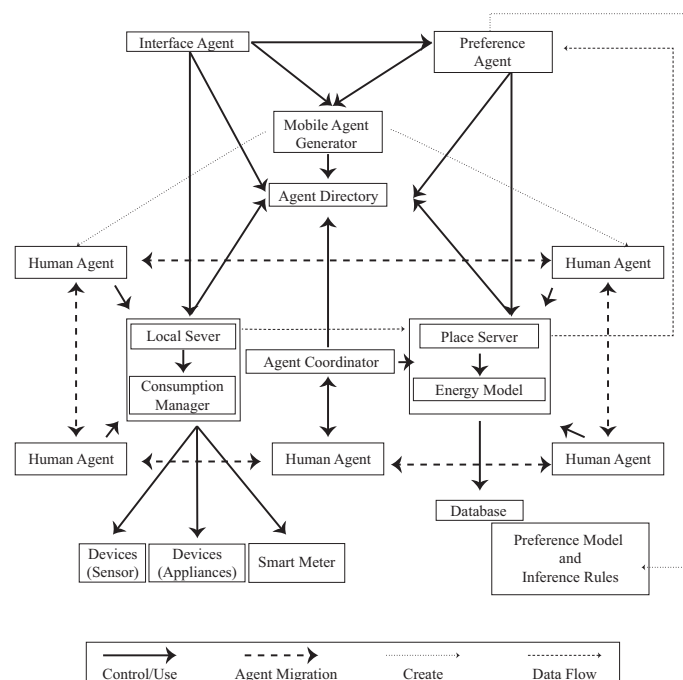 Interface Agent
Preference
Agent
Mobile Agent
Generator
Agent Directory
Human Agent
Human Agent
Local Sever
Place Server
Agent Coordinator
Consumption
Manager
Energy Model
Human Agent
Human Agent
Human Agent
Database
Devices
(Sensor)
Devices
(Appliances)
Smart Meter
Preference Model
and
Inference Rules
Control/Use
Agent Migration
Create
Data Flow